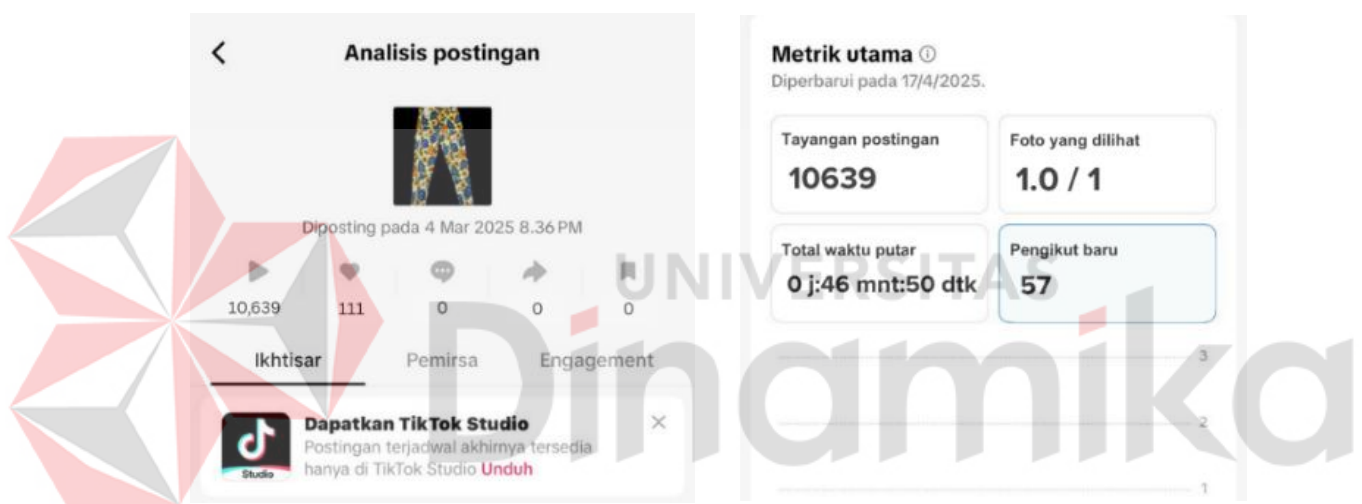 Analisis postingan
Diposting pada 4 Mar 2025 8.36 PM
10,639
111
0
0
0
Ikhtisar
Pemirsa
Engagement
Studio
Dapatkan TikTok Studio
Postingan terjadwal akhirnya tersedia
hanya di TikTok Studio Unduh
Metrik utama
Diperbarui pada 17/4/2025.
Tayangan postingan
10639
Foto yang dilihat
1.0 / 1
Total waktu putar
0 j:46 mnt:50 dtk
Pengikut baru
57
3
2
1
UNIVERSITAS
Dinamika